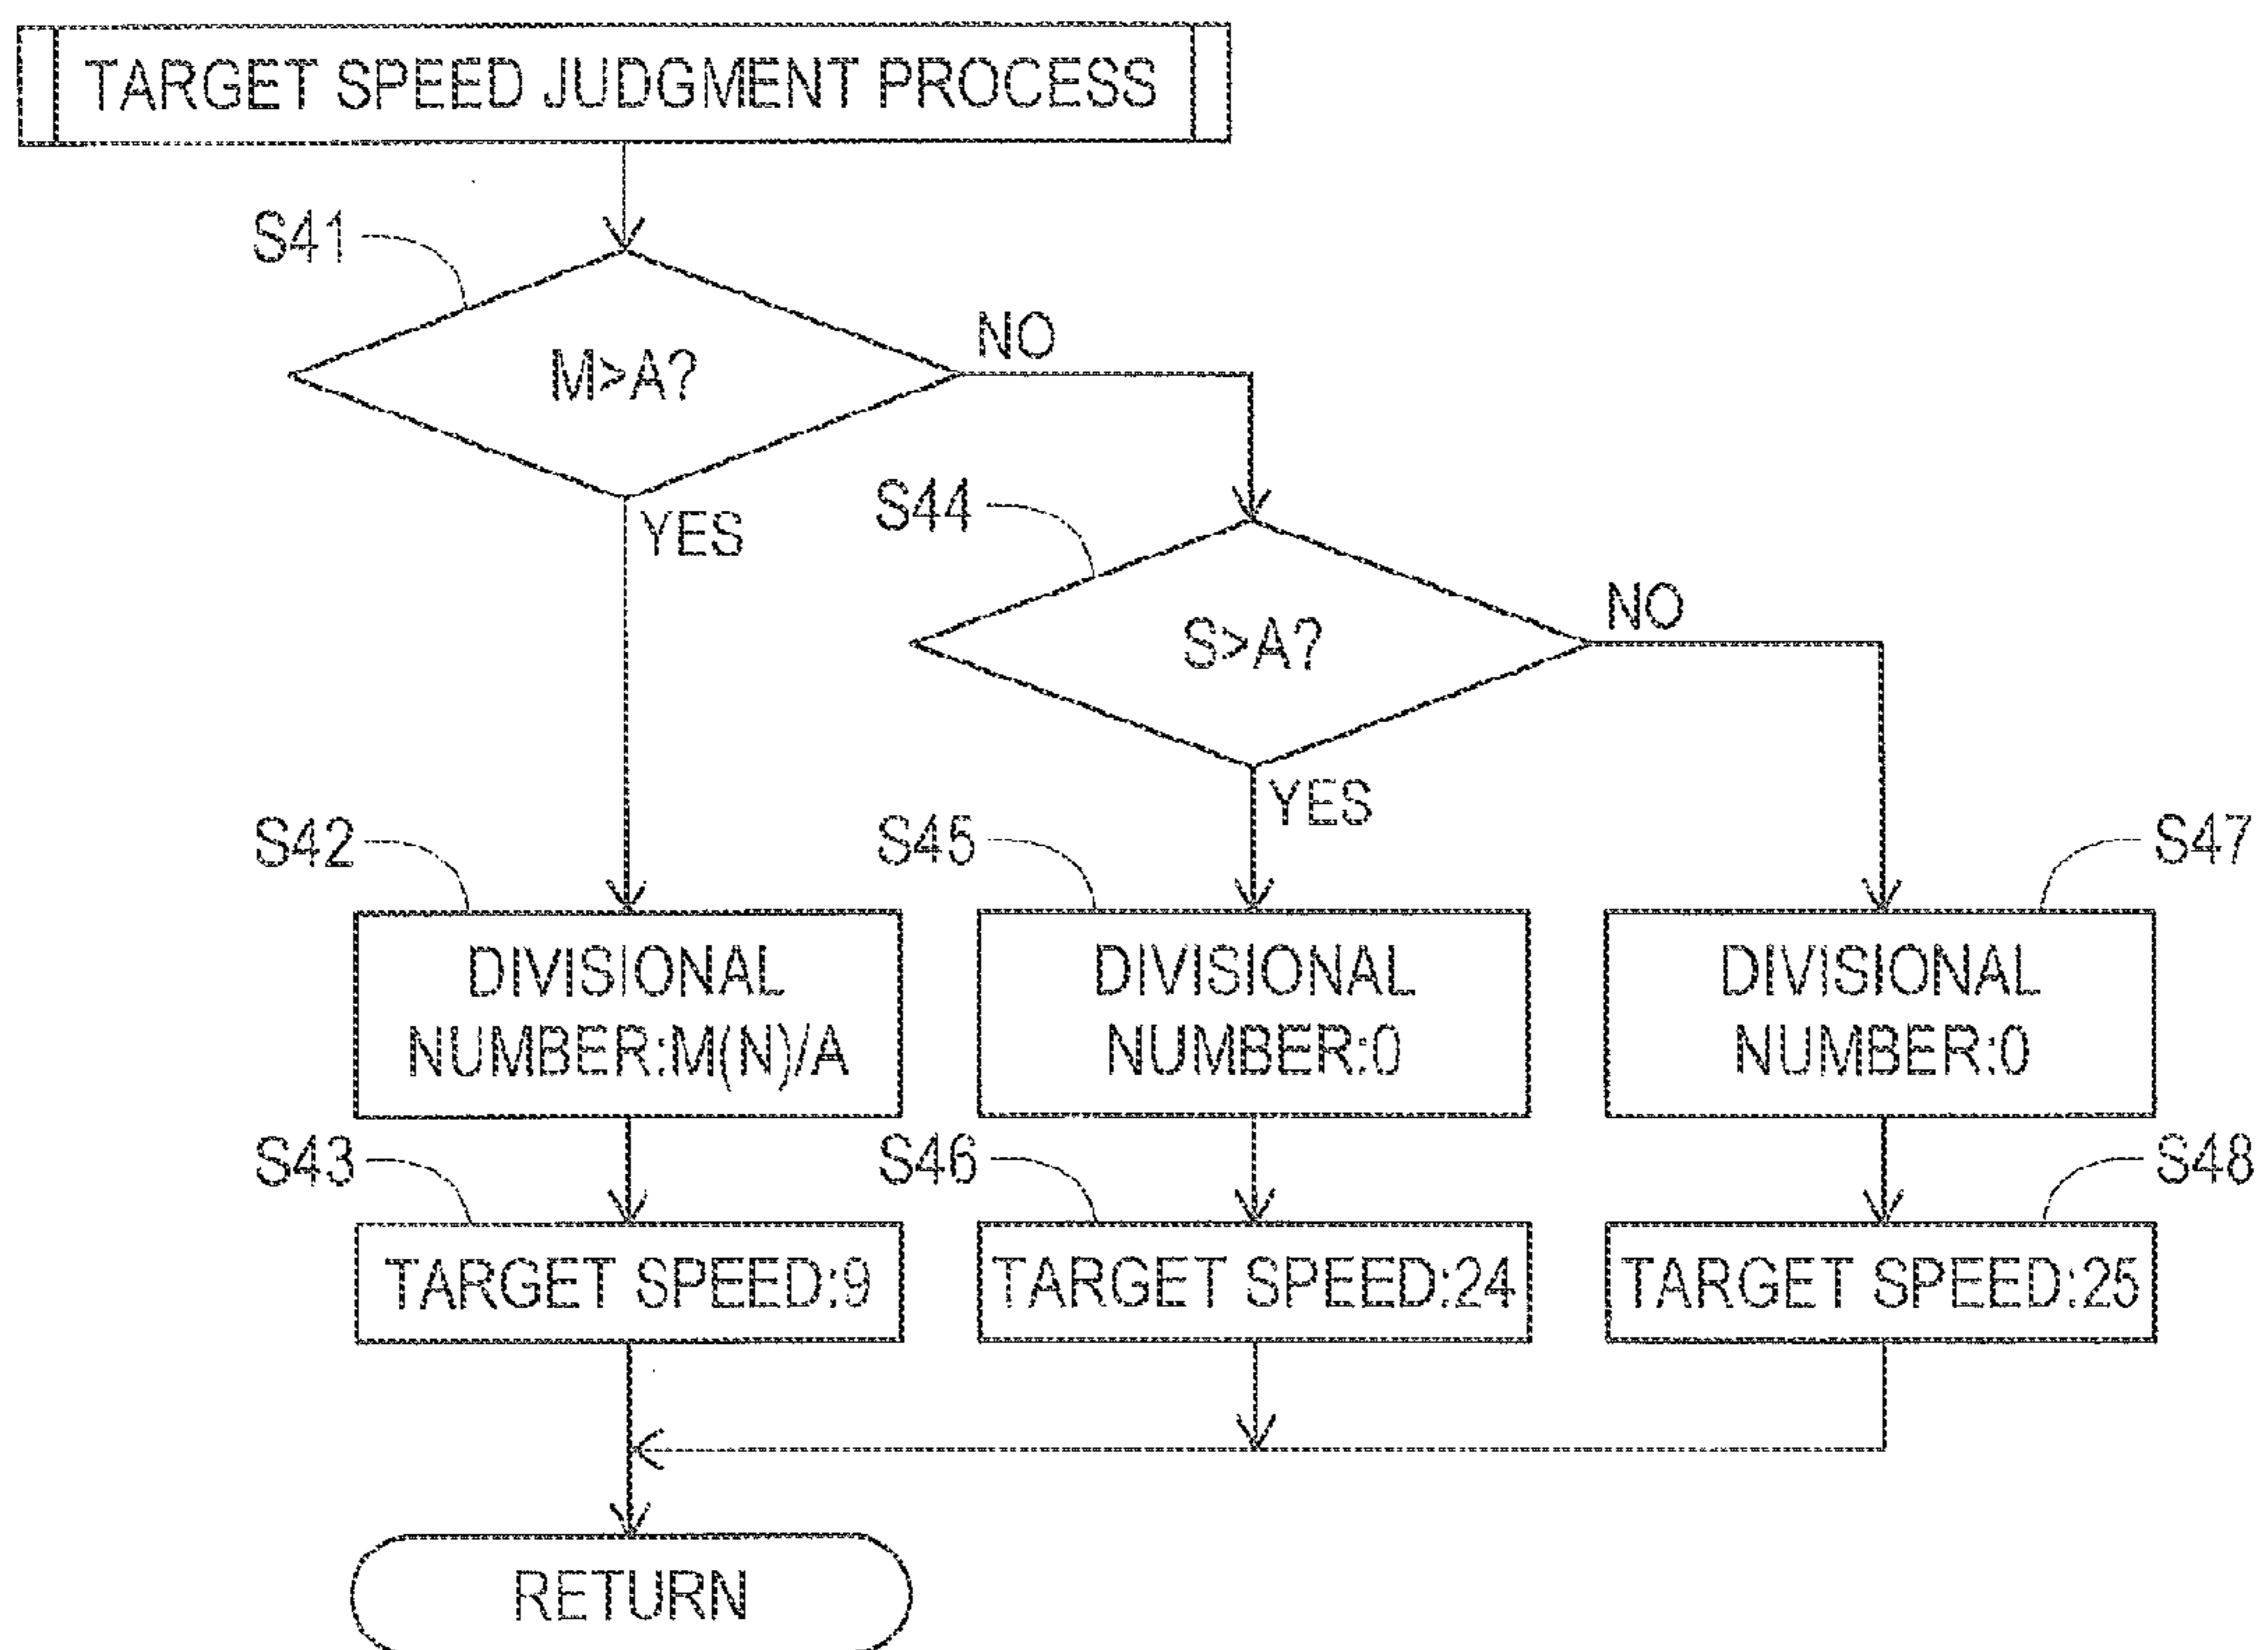 TARGET SPEED JUDGMENT PROCESS
S41
M>A?
NO
YES
S44
S>A?
NO
YES
S42
DIVISIONAL
NUMBER:M(N)/A
S45
DIVISIONAL
NUMBER:0
S47
DIVISIONAL
NUMBER:0
S43
TARGET SPEED:9
S46
TARGET SPEED:24
S48
TARGET SPEED:25
RETURN